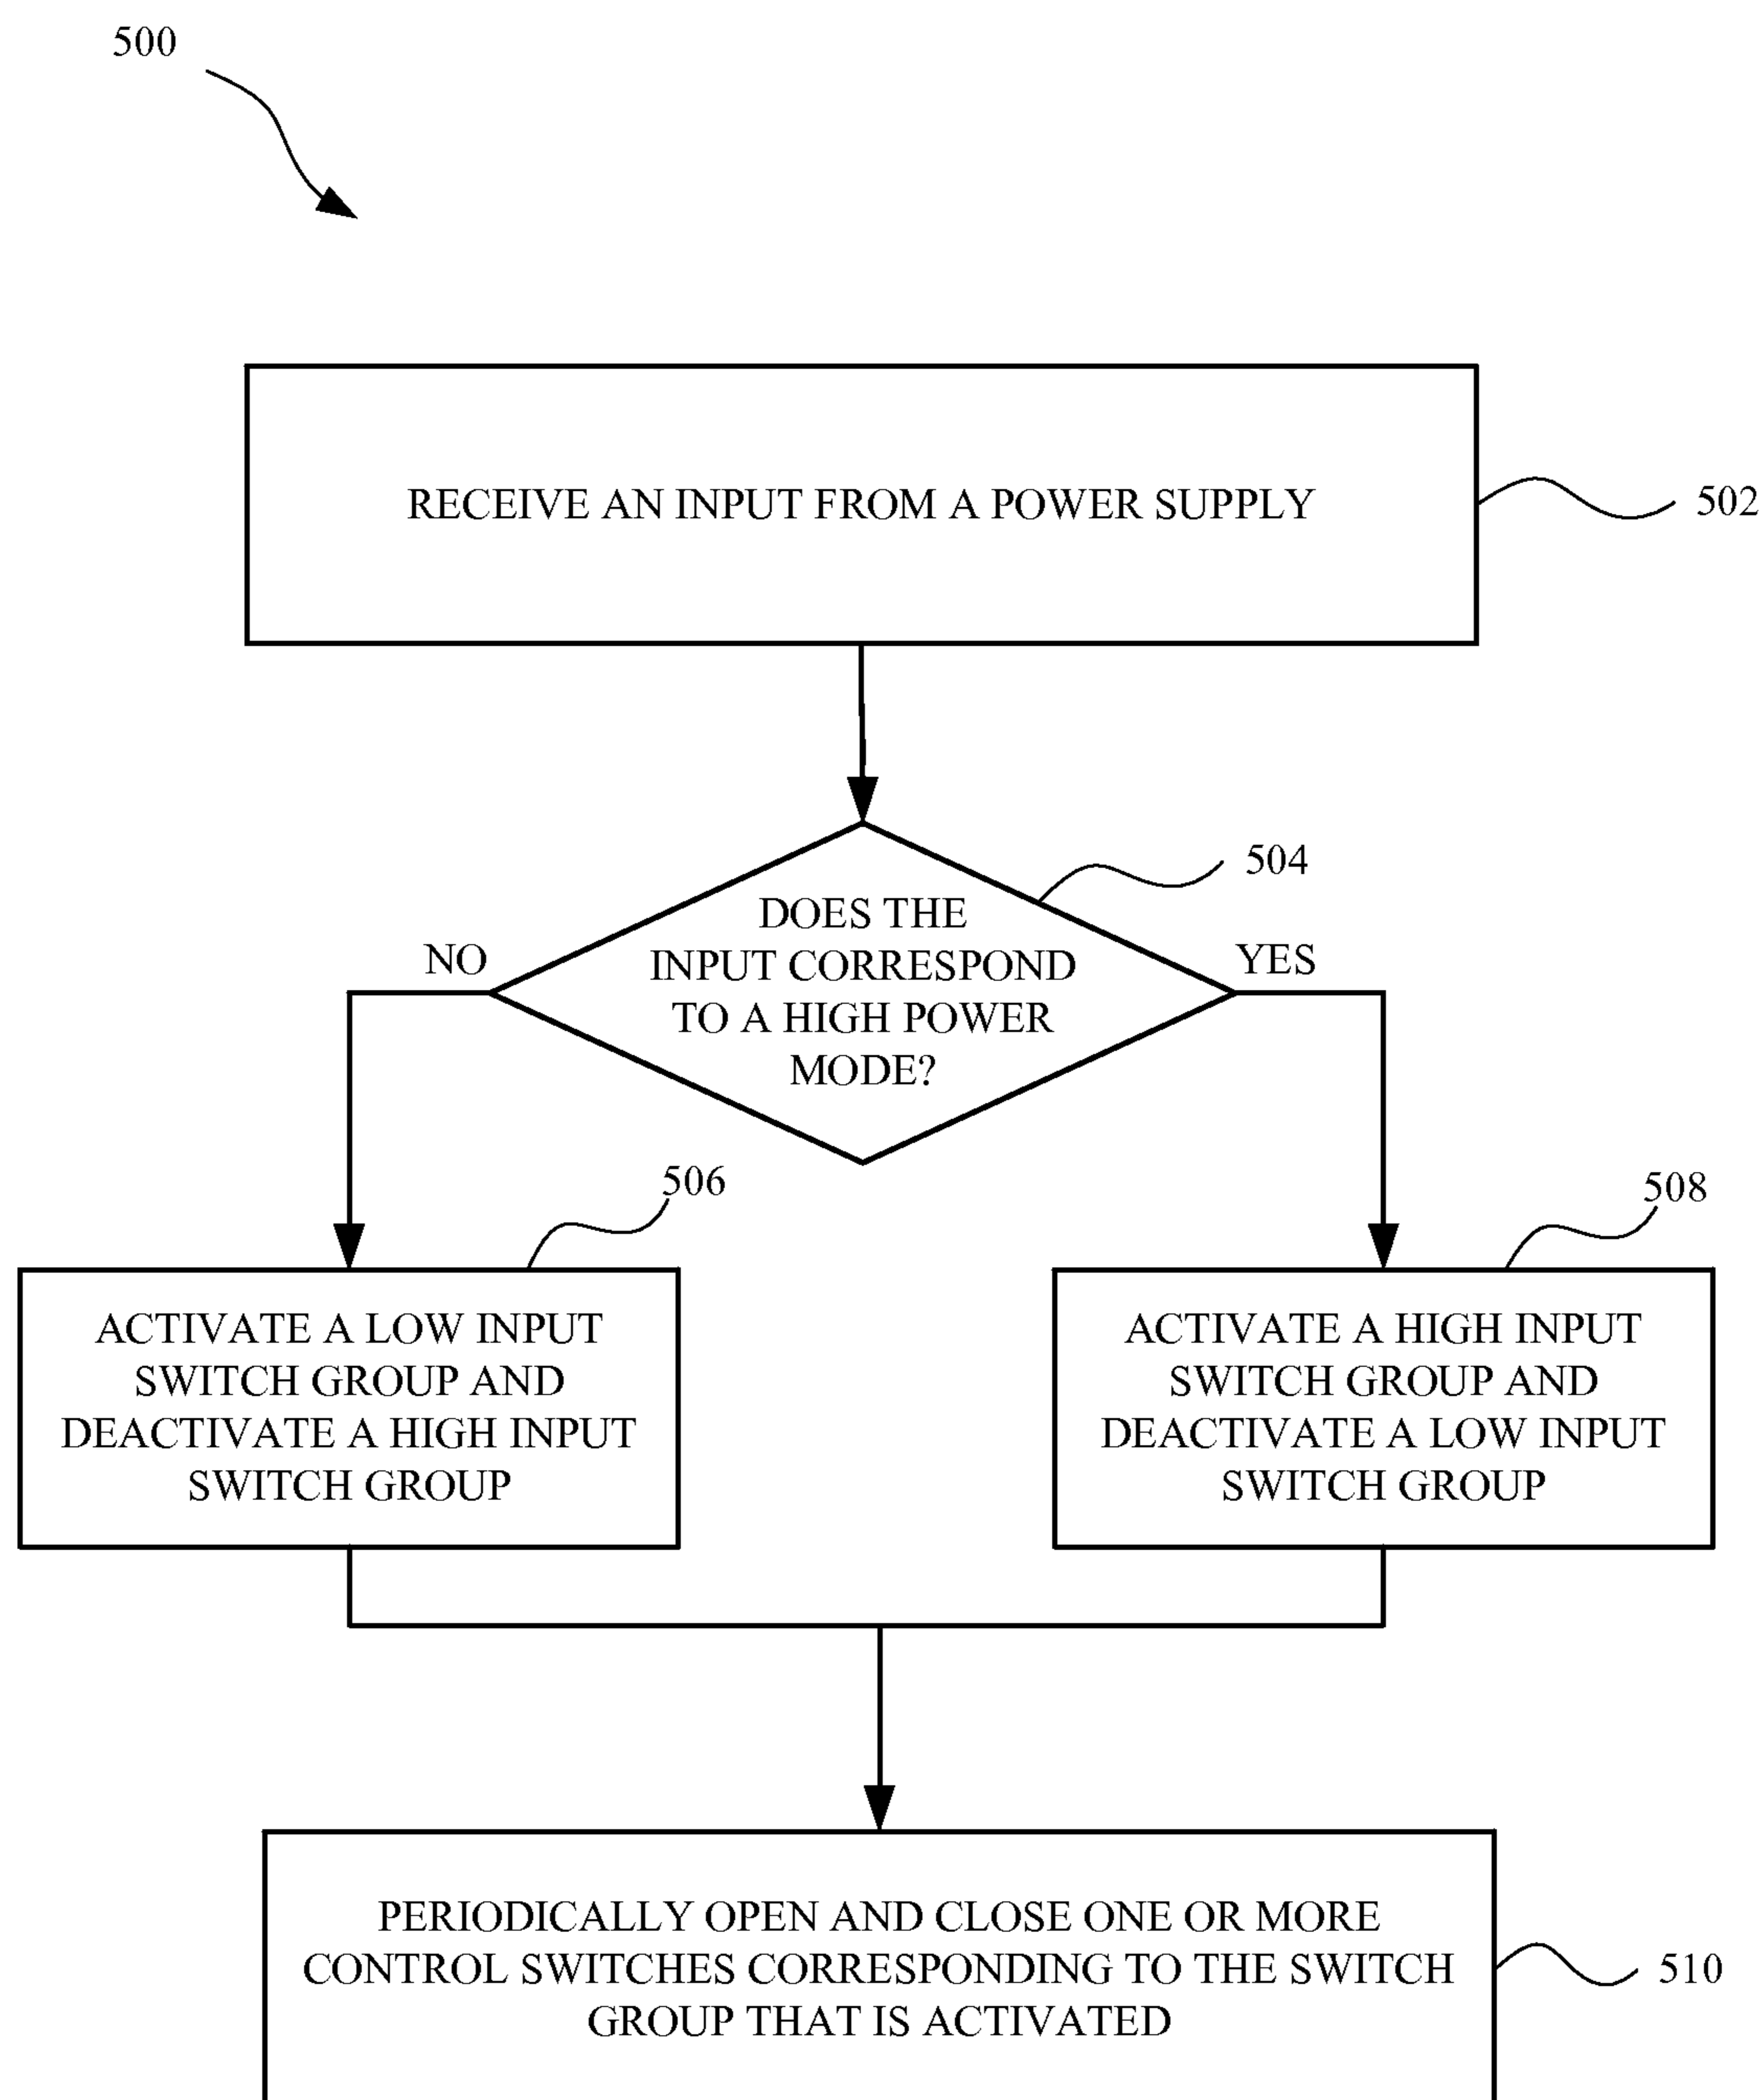 500
RECEIVE AN INPUT FROM A POWER SUPPLY
502
504
DOES THE
INPUT CORRESPOND
TO A HIGH POWER
MODE?
NO
YES
506
508
ACTIVATE A LOW INPUT
SWITCH GROUP AND
DEACTIVATE A HIGH INPUT
SWITCH GROUP
ACTIVATE A HIGH INPUT
SWITCH GROUP AND
DEACTIVATE A LOW INPUT
SWITCH GROUP
PERIODICALLY OPEN AND CLOSE ONE OR MORE
CONTROL SWITCHES CORRESPONDING TO THE SWITCH
GROUP THAT IS ACTIVATED
510